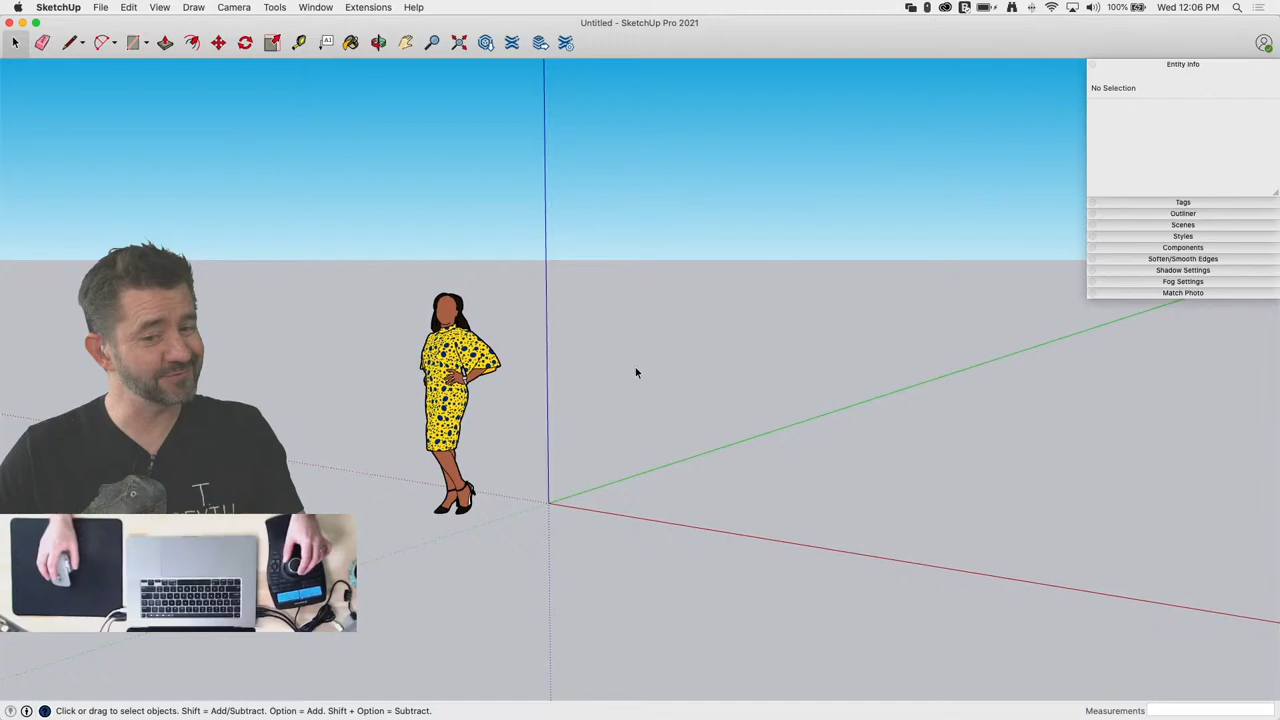 SketchUp File Edit View Draw Camera Tools Window Extensions Help 100% Wed 12:06 PM
Untitled - SketchUp Pro 2021
A1
Entity Info
No Selection
Tags
Outliner
Scenes
Styles
Components
Soften/Smooth Edges
Shadow Settings
Fog Settings
Match Photo
T
Click or drag to select objects. Shift = Add/Subtract. Option = Add. Shift + Option = Subtract.
Measurements